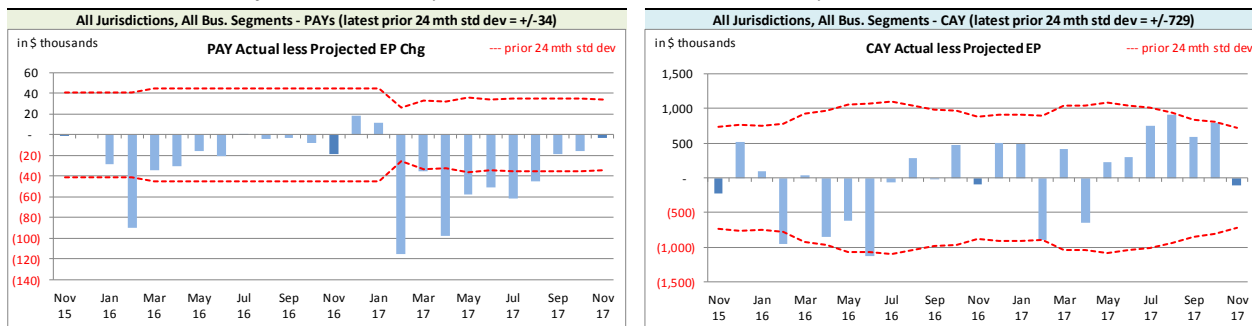 All Jurisdictions, All Bus. Segments - PAYs (latest prior 24 mth std dev = +/-34)
in $ thousands
PAY Actual less Projected EP Chg
--- prior 24 mth std dev
60
40
20
-
(20)
(40)
(60)
(80)
(100)
(120)
(140)
Nov Jan Mar May Jul Sep Nov Jan Mar May Jul Sep Nov
15 16 16 16 16 16 16 17 17 17 17 17 17
All Jurisdictions, All Bus. Segments - CAY (latest prior 24 mth std dev = +/-729)
in $ thousands
CAY Actual less Projected EP
--- prior 24 mth std dev
1,500
1,000
500
-
(500)
(1,000)
(1,500)
Nov Jan Mar May Jul Sep Nov Jan Mar May Jul Sep Nov
15 16 16 16 16 16 16 17 17 17 17 17 17